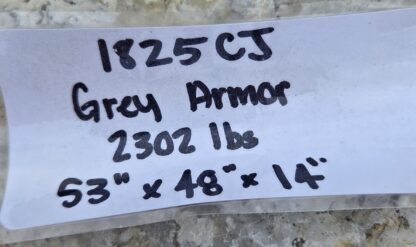 1825CJ
Grey Armor
2302 lbs
53" x 48" x 14"